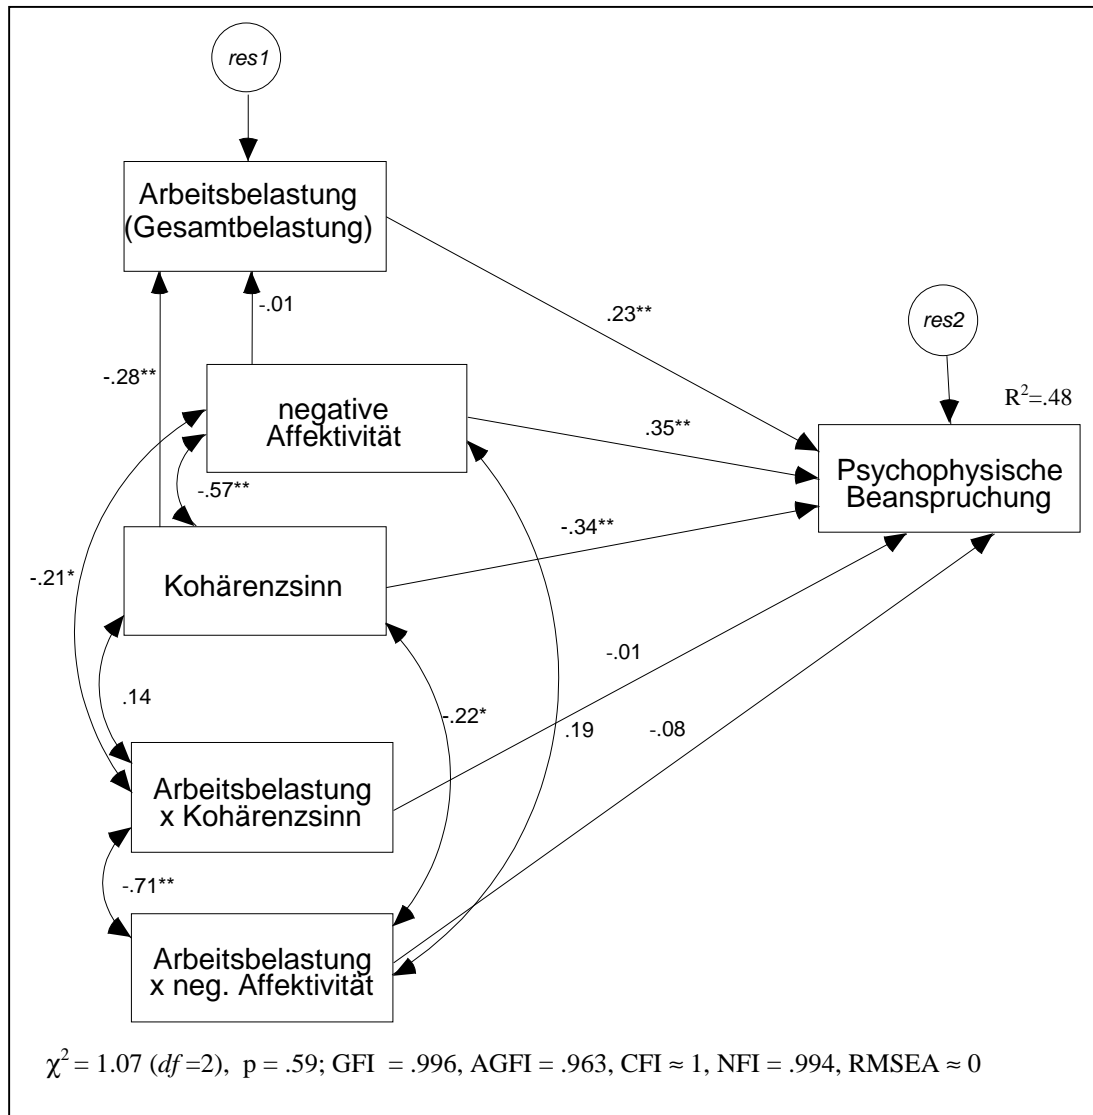 res1
Arbeitsbelastung
(Gesamtbelastung)
-.01
.23**
res2
-.28**
R²=.48
negative
Affektivität
.35**
Psychophysische
Beanspruchung
-.57**
-.34**
-.21*
Kohärenzsinn
-.01
.14
-.22*
.19
-.08
Arbeitsbelastung
x Kohärenzsinn
-.71**
Arbeitsbelastung
x neg. Affektivität
χ² = 1.07 (df =2), p = .59; GFI = .996, AGFI = .963, CFI ≈ 1, NFI = .994, RMSEA ≈ 0